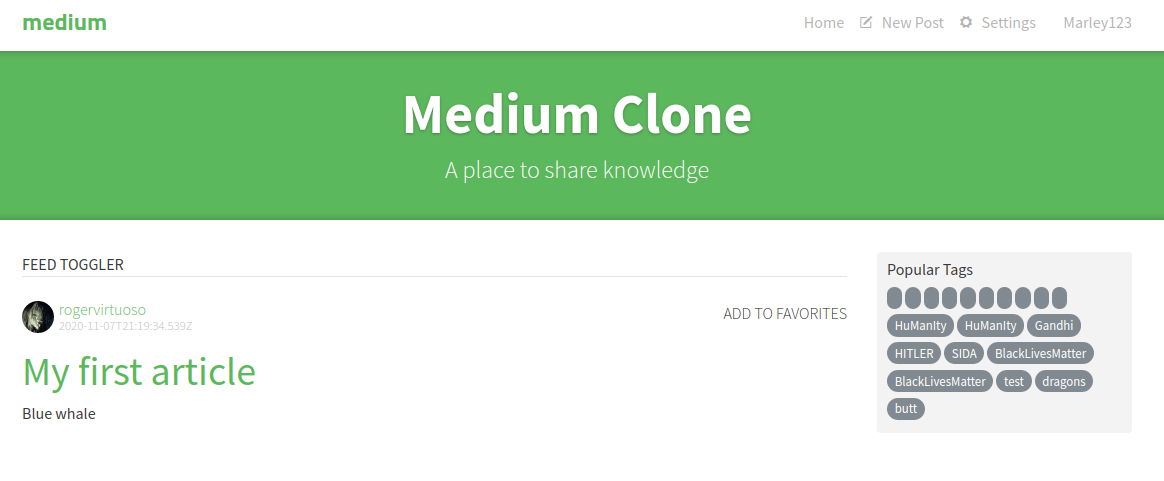 medium
Home New Post Settings Marley123
Medium Clone
A place to share knowledge
FEED TOGGLER
rogervirtuoso
2020-11-07T21:19:34.539Z
ADD TO FAVORITES
My first article
Blue whale
Popular Tags
HuManIty HuManIty Gandhi
HITLER SIDA BlackLivesMatter
BlackLivesMatter test dragons
butt